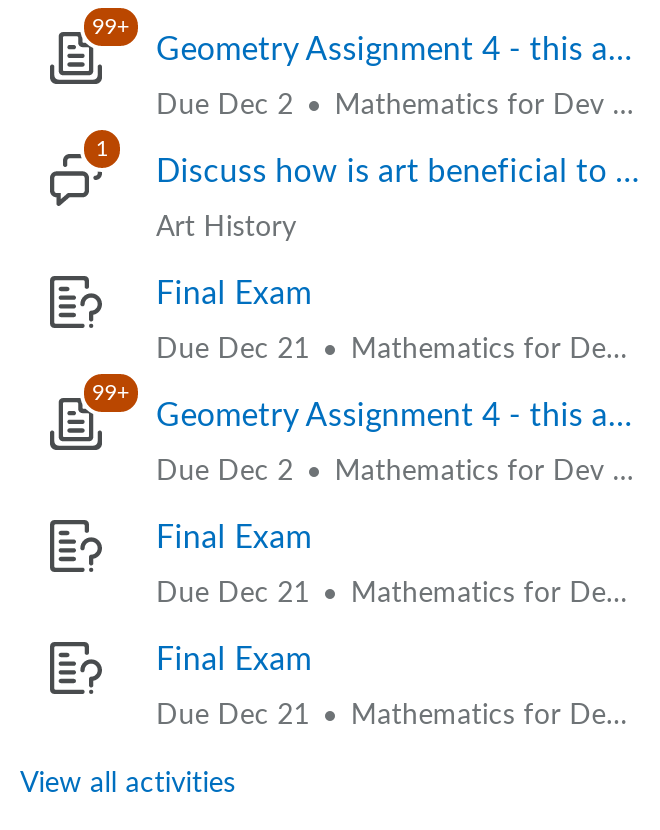 99+
Geometry Assignment 4 - this a...
Due Dec 2 • Mathematics for Dev ...
1
Discuss how is art beneficial to ...
Art History
Final Exam
Due Dec 21 • Mathematics for De...
99+
Geometry Assignment 4 - this a...
Due Dec 2 • Mathematics for Dev ...
Final Exam
Due Dec 21 • Mathematics for De...
Final Exam
Due Dec 21 • Mathematics for De...
View all activities